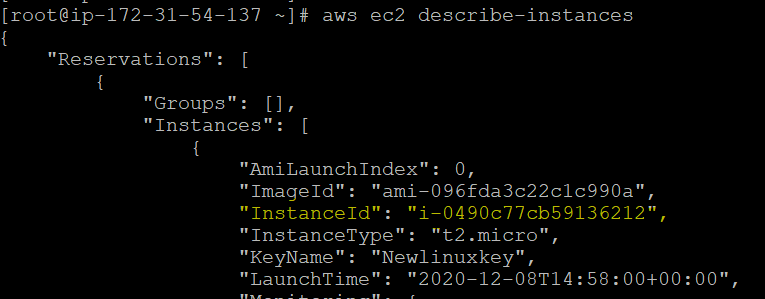 [root@ip-172-31-54-137 ~]# aws ec2 describe-instances
{
    "Reservations": [
        {
            "Groups": [],
            "Instances": [
                {
                    "AmiLaunchIndex": 0,
                    "ImageId": "ami-096fda3c22c1c990a",
                    "InstanceId": "i-0490c77cb59136212",
                    "InstanceType": "t2.micro",
                    "KeyName": "Newlinuxkey",
                    "LaunchTime": "2020-12-08T14:58:00+00:00",
                    "Monitoring": {